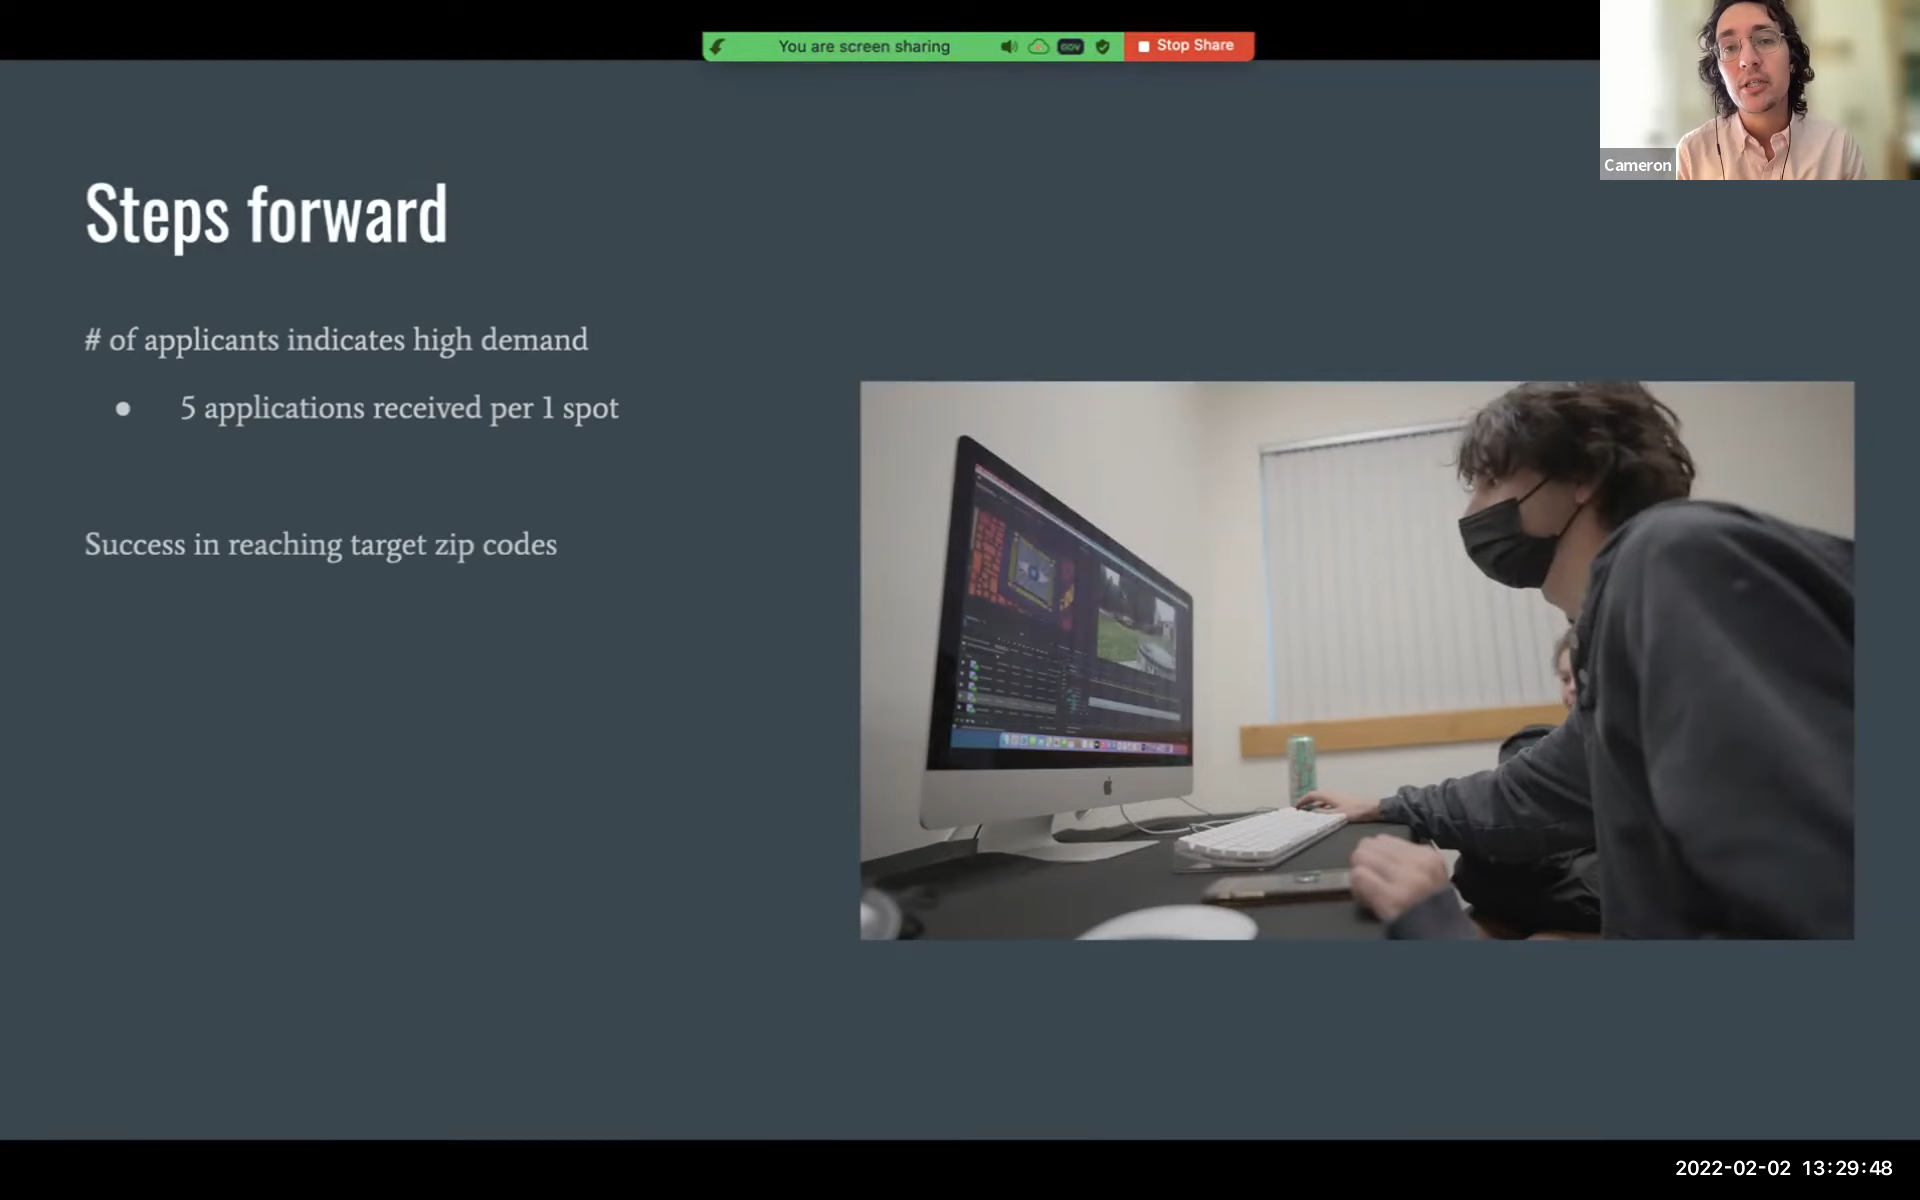 You are screen sharing
GOV
Stop Share
Cameron
Steps forward
# of applicants indicates high demand
● 5 applications received per 1 spot
Success in reaching target zip codes
2022-02-02 13:29:48